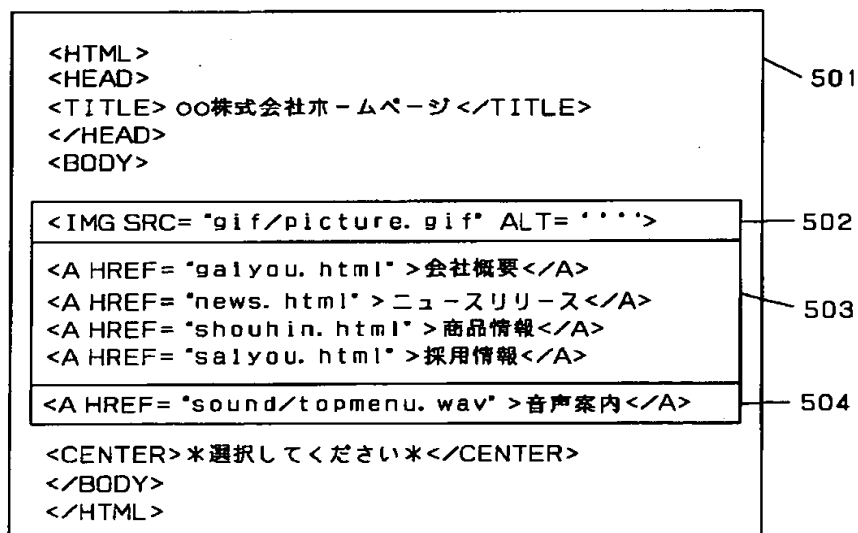 <HTML>
<HEAD>
<TITLE>○○株式会社ホームページ</TITLE>
</HEAD>
<BODY>
501
<IMG SRC="gif/picture.gif" ALT="''">
502
<A HREF="gaiyou.html">会社概要</A>
<A HREF="news.html">ニュースリリース</A>
<A HREF="shouhin.html">商品情報</A>
<A HREF="saiyou.html">採用情報</A>
503
<A HREF="sound/topmenu.wav">音声案内</A>
504
<CENTER>*選択してください*</CENTER>
</BODY>
</HTML>